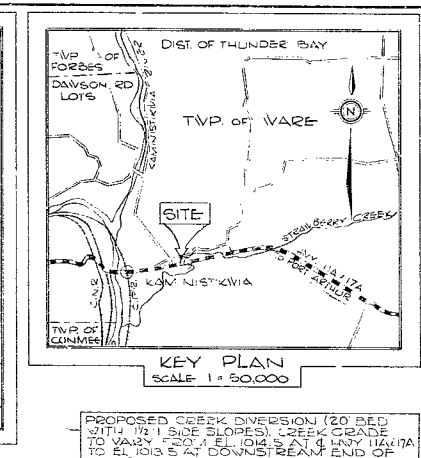 DIST. OF THUNDER BAY
TWP. OF
FORBES
DAWSON RD
LOTS
KAMINISTIKWIA
TWP. OF WARE
N
SITE
STRAWBERRY CREEK
HWY 11A/17A
TO PORT ARTHUR
KAMINISTIKWIA
C.N.R.
C.P.R.
TWP. OF
CONMEE
KEY PLAN
SCALE 1 = 50,000
PROPOSED CREEK DIVERSION (20' BED
WITH 1½:1 SIDE SLOPES). CREEK GRADE
TO VARY FROM EL. 1014.5 AT ℄ HWY 11A/17A
TO EL. 1013.5 AT DOWNSTREAM END OF